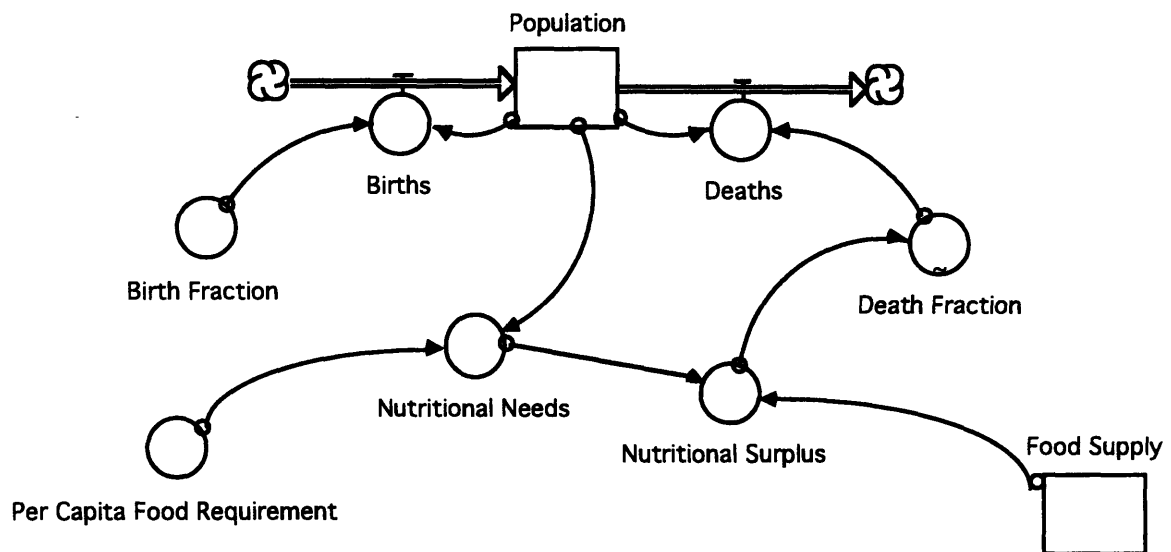 Population
Births
Deaths
Birth Fraction
Death Fraction
Nutritional Needs
Nutritional Surplus
Food Supply
Per Capita Food Requirement